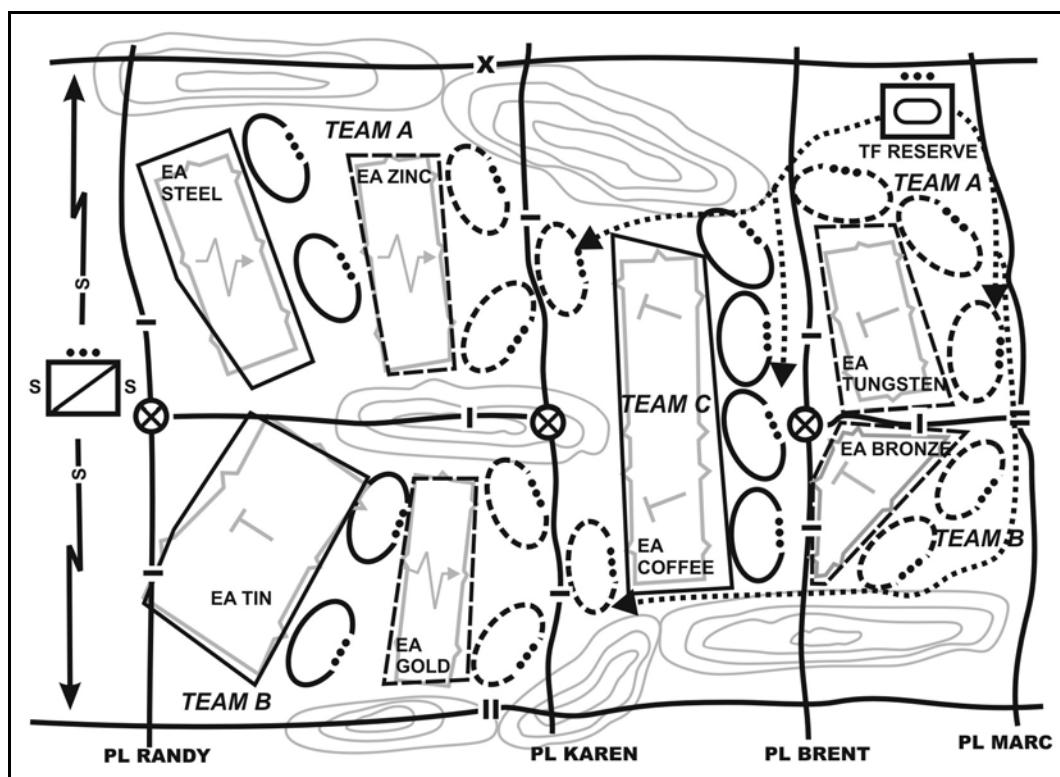 X
TEAM A
EA
STEEL
EA ZINC
TF RESERVE
TEAM A
S
S
S
EA
TUNGSTEN
TEAM C
I
I
EA BRONZE
S
EA
COFFEE
TEAM B
EA TIN
EA
GOLD
TEAM B
II
PL RANDY
PL KAREN
PL BRENT
PL MARC